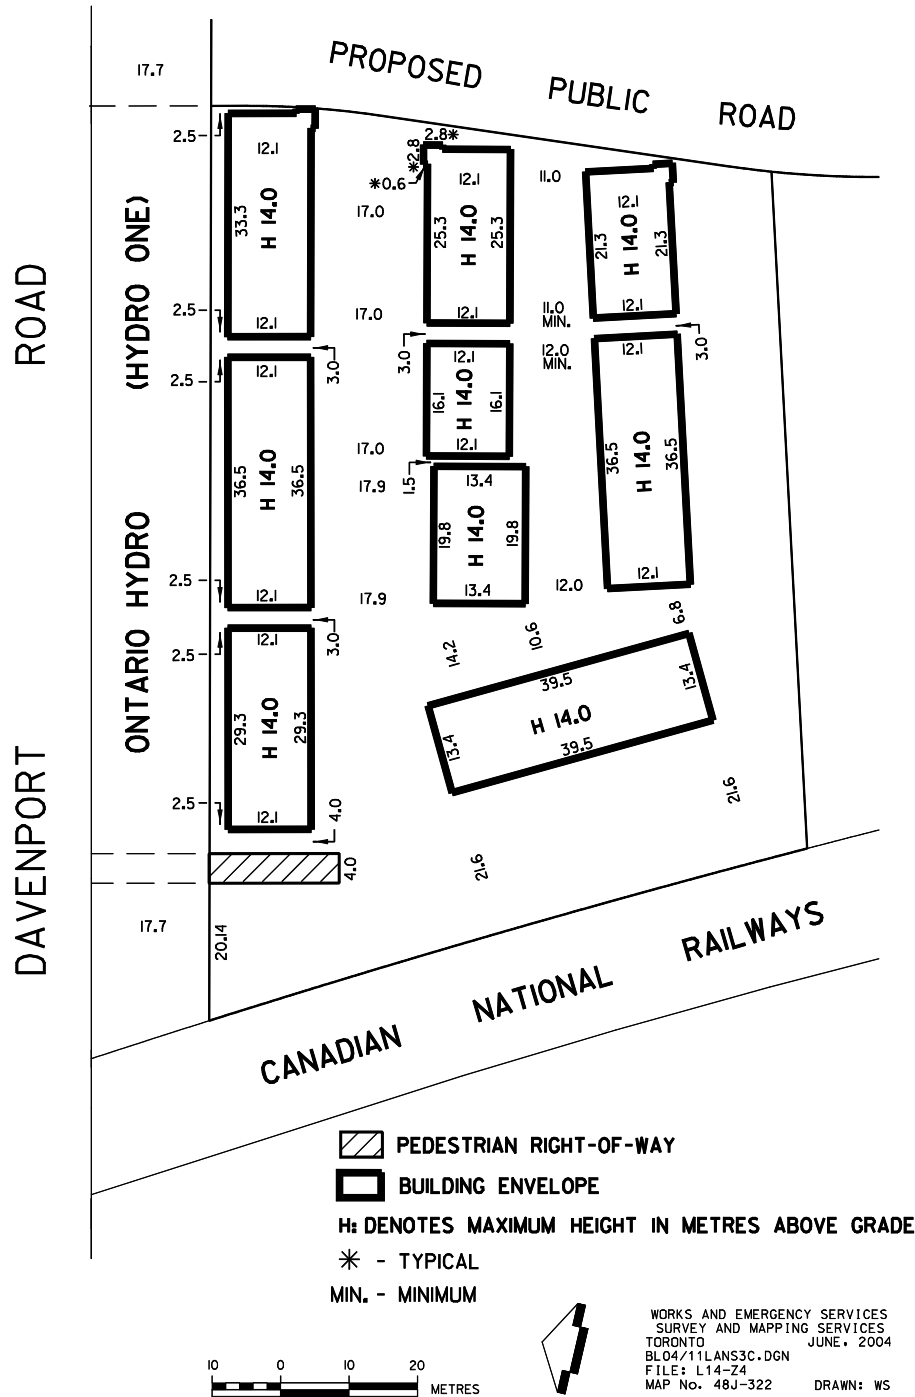 PROPOSED PUBLIC ROAD
17.7
2.5
12.1
33.3
H 14.0
2.5
12.1
3.0
2.8*
*2.8
*0.6
12.1
25.3
H 14.0
25.3
12.1
17.0
17.0
3.0
11.0
12.1
21.3
H 14.0
21.3
12.1
11.0
MIN.
3.0
12.0
MIN.
2.5
12.1
36.5
H 14.0
36.5
12.1
2.5
3.0
12.1
16.1
H 14.0
16.1
12.1
17.0
1.5
17.9
13.4
19.8
H 14.0
19.8
13.4
17.9
12.1
36.5
H 14.0
36.5
12.1
12.0
2.5
12.1
29.3
H 14.0
29.3
12.1
2.5
4.0
4.0
14.2
10.6
6.8
39.5
13.4
H 14.0
13.4
39.5
21.6
21.6
17.7
20.14
DAVENPORT ROAD
ONTARIO HYDRO (HYDRO ONE)
CANADIAN NATIONAL RAILWAYS
PEDESTRIAN RIGHT-OF-WAY
BUILDING ENVELOPE
H: DENOTES MAXIMUM HEIGHT IN METRES ABOVE GRADE
* - TYPICAL
MIN. - MINIMUM
10 0 10 20
METRES
WORKS AND EMERGENCY SERVICES
SURVEY AND MAPPING SERVICES
TORONTO JUNE. 2004
BL04/11LANS3C.DGN
FILE: L14-Z4
MAP No. 48J-322 DRAWN: WS